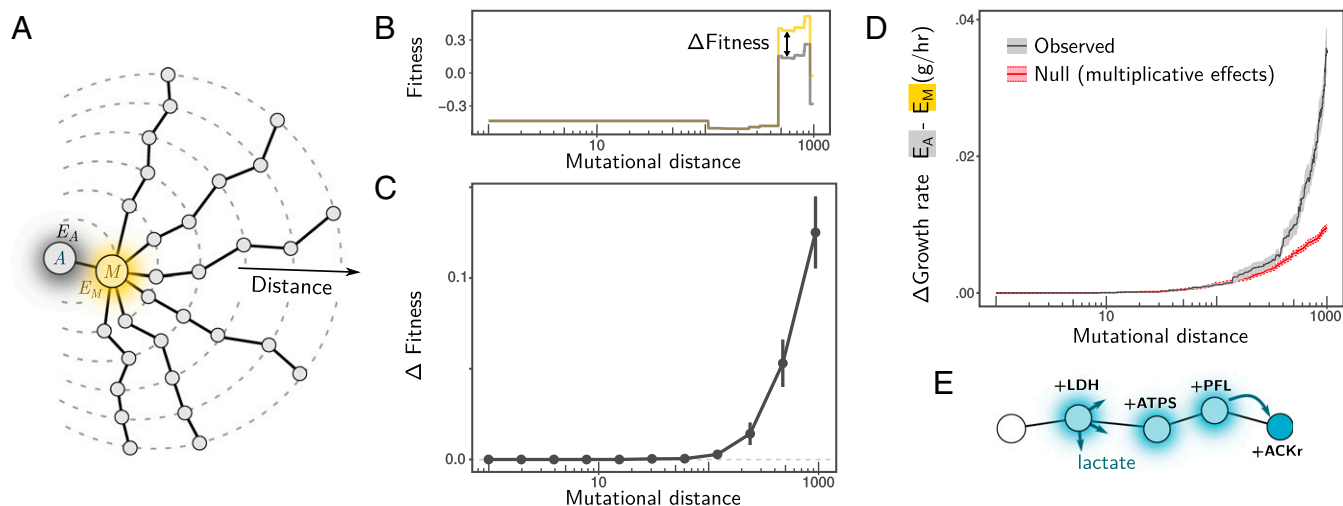 A
E_A
A
M
E_M
Distance
B
Fitness
0.3
0.0
−0.3
ΔFitness
10
1000
Mutational distance
C
Δ Fitness
0.1
0.0
10
1000
Mutational distance
D
ΔGrowth rate E_A - E_M (g/hr)
.04
.02
.00
Observed
Null (multiplicative effects)
10
1000
Mutational distance
E
+LDH
+ATPS
+PFL
+ACKr
lactate